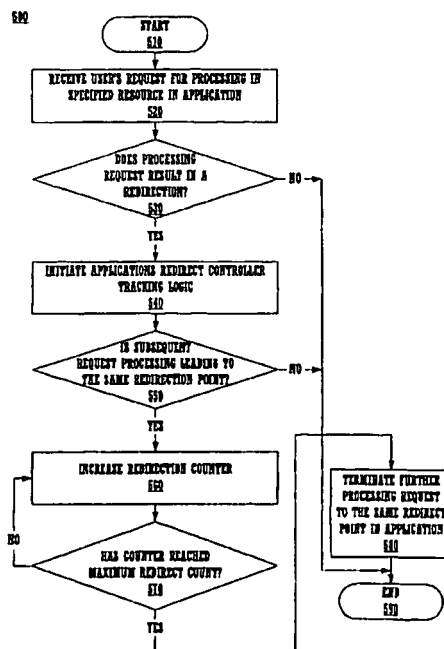 500
START
510
RECEIVE USER'S REQUEST FOR PROCESSING IN
SPECIFIED RESOURCE IN APPLICATION
520
DOES PROCESSING
REQUEST RESULT IN A
REDIRECTION?
530
NO
YES
INITIATE APPLICATIONS REDIRECT CONTROLLER
TRACKING LOGIC
540
IS SUBSEQUENT
REQUEST PROCESSING LEADING TO
THE SAME REDIRECTION POINT?
550
NO
YES
INCREASE REDIRECTION COUNTER
560
NO
HAS COUNTER REACHED
MAXIMUM REDIRECT COUNT?
570
YES
TERMINATE FURTHER
PROCESSING REQUEST
TO THE SAME REDIRECT
POINT IN APPLICATION
580
END
590